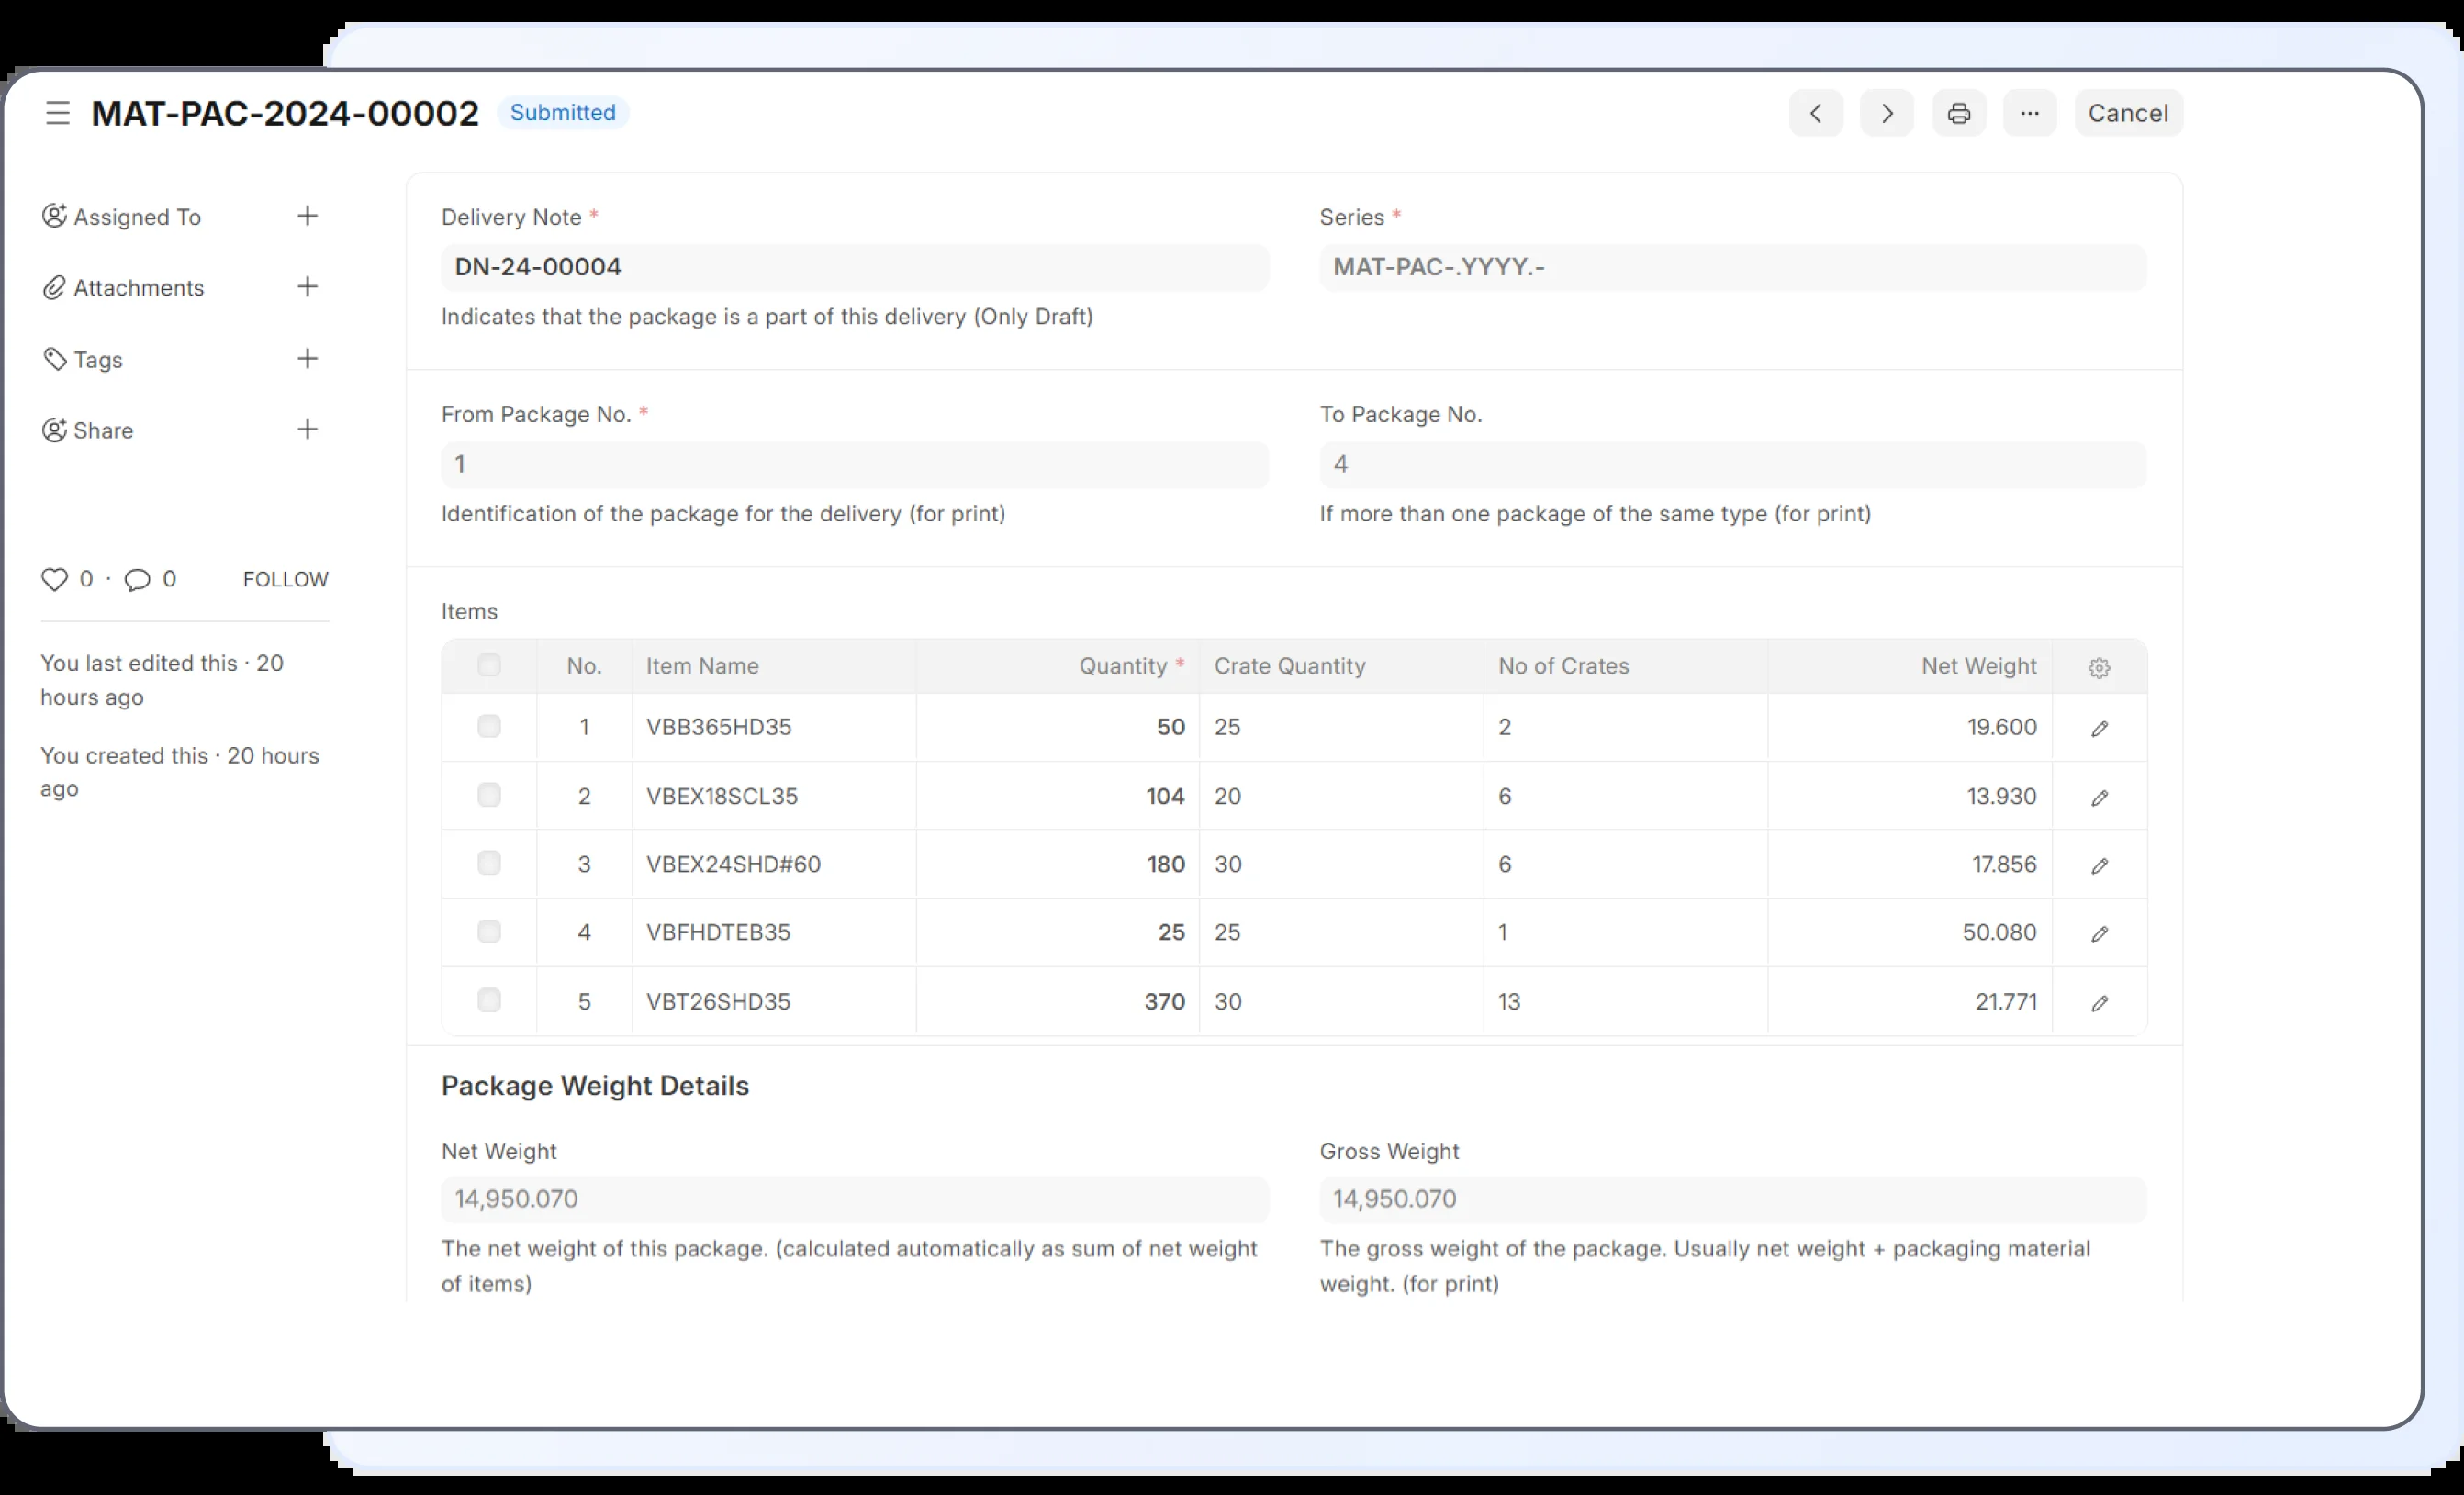 MAT-PAC-2024-00002 Submitted ... Cancel
Assigned To
Attachments
Tags
Share
0 · 0 FOLLOW
You last edited this · 20
hours ago
You created this · 20 hours
ago
Delivery Note * Series *
DN-24-00004 MAT-PAC-.YYYY.-
Indicates that the package is a part of this delivery (Only Draft)
From Package No. * To Package No.
1 4
Identification of the package for the delivery (for print) If more than one package of the same type (for print)
Items
No. Item Name Quantity * Crate Quantity No of Crates Net Weight
1 VBB365HD35 50 25 2 19.600
2 VBEX18SCL35 104 20 6 13.930
3 VBEX24SHD#60 180 30 6 17.856
4 VBFHDTEB35 25 25 1 50.080
5 VBT26SHD35 370 30 13 21.771
Package Weight Details
Net Weight Gross Weight
14,950.070 14,950.070
The net weight of this package. (calculated automatically as sum of net weight The gross weight of the package. Usually net weight + packaging material
of items) weight. (for print)